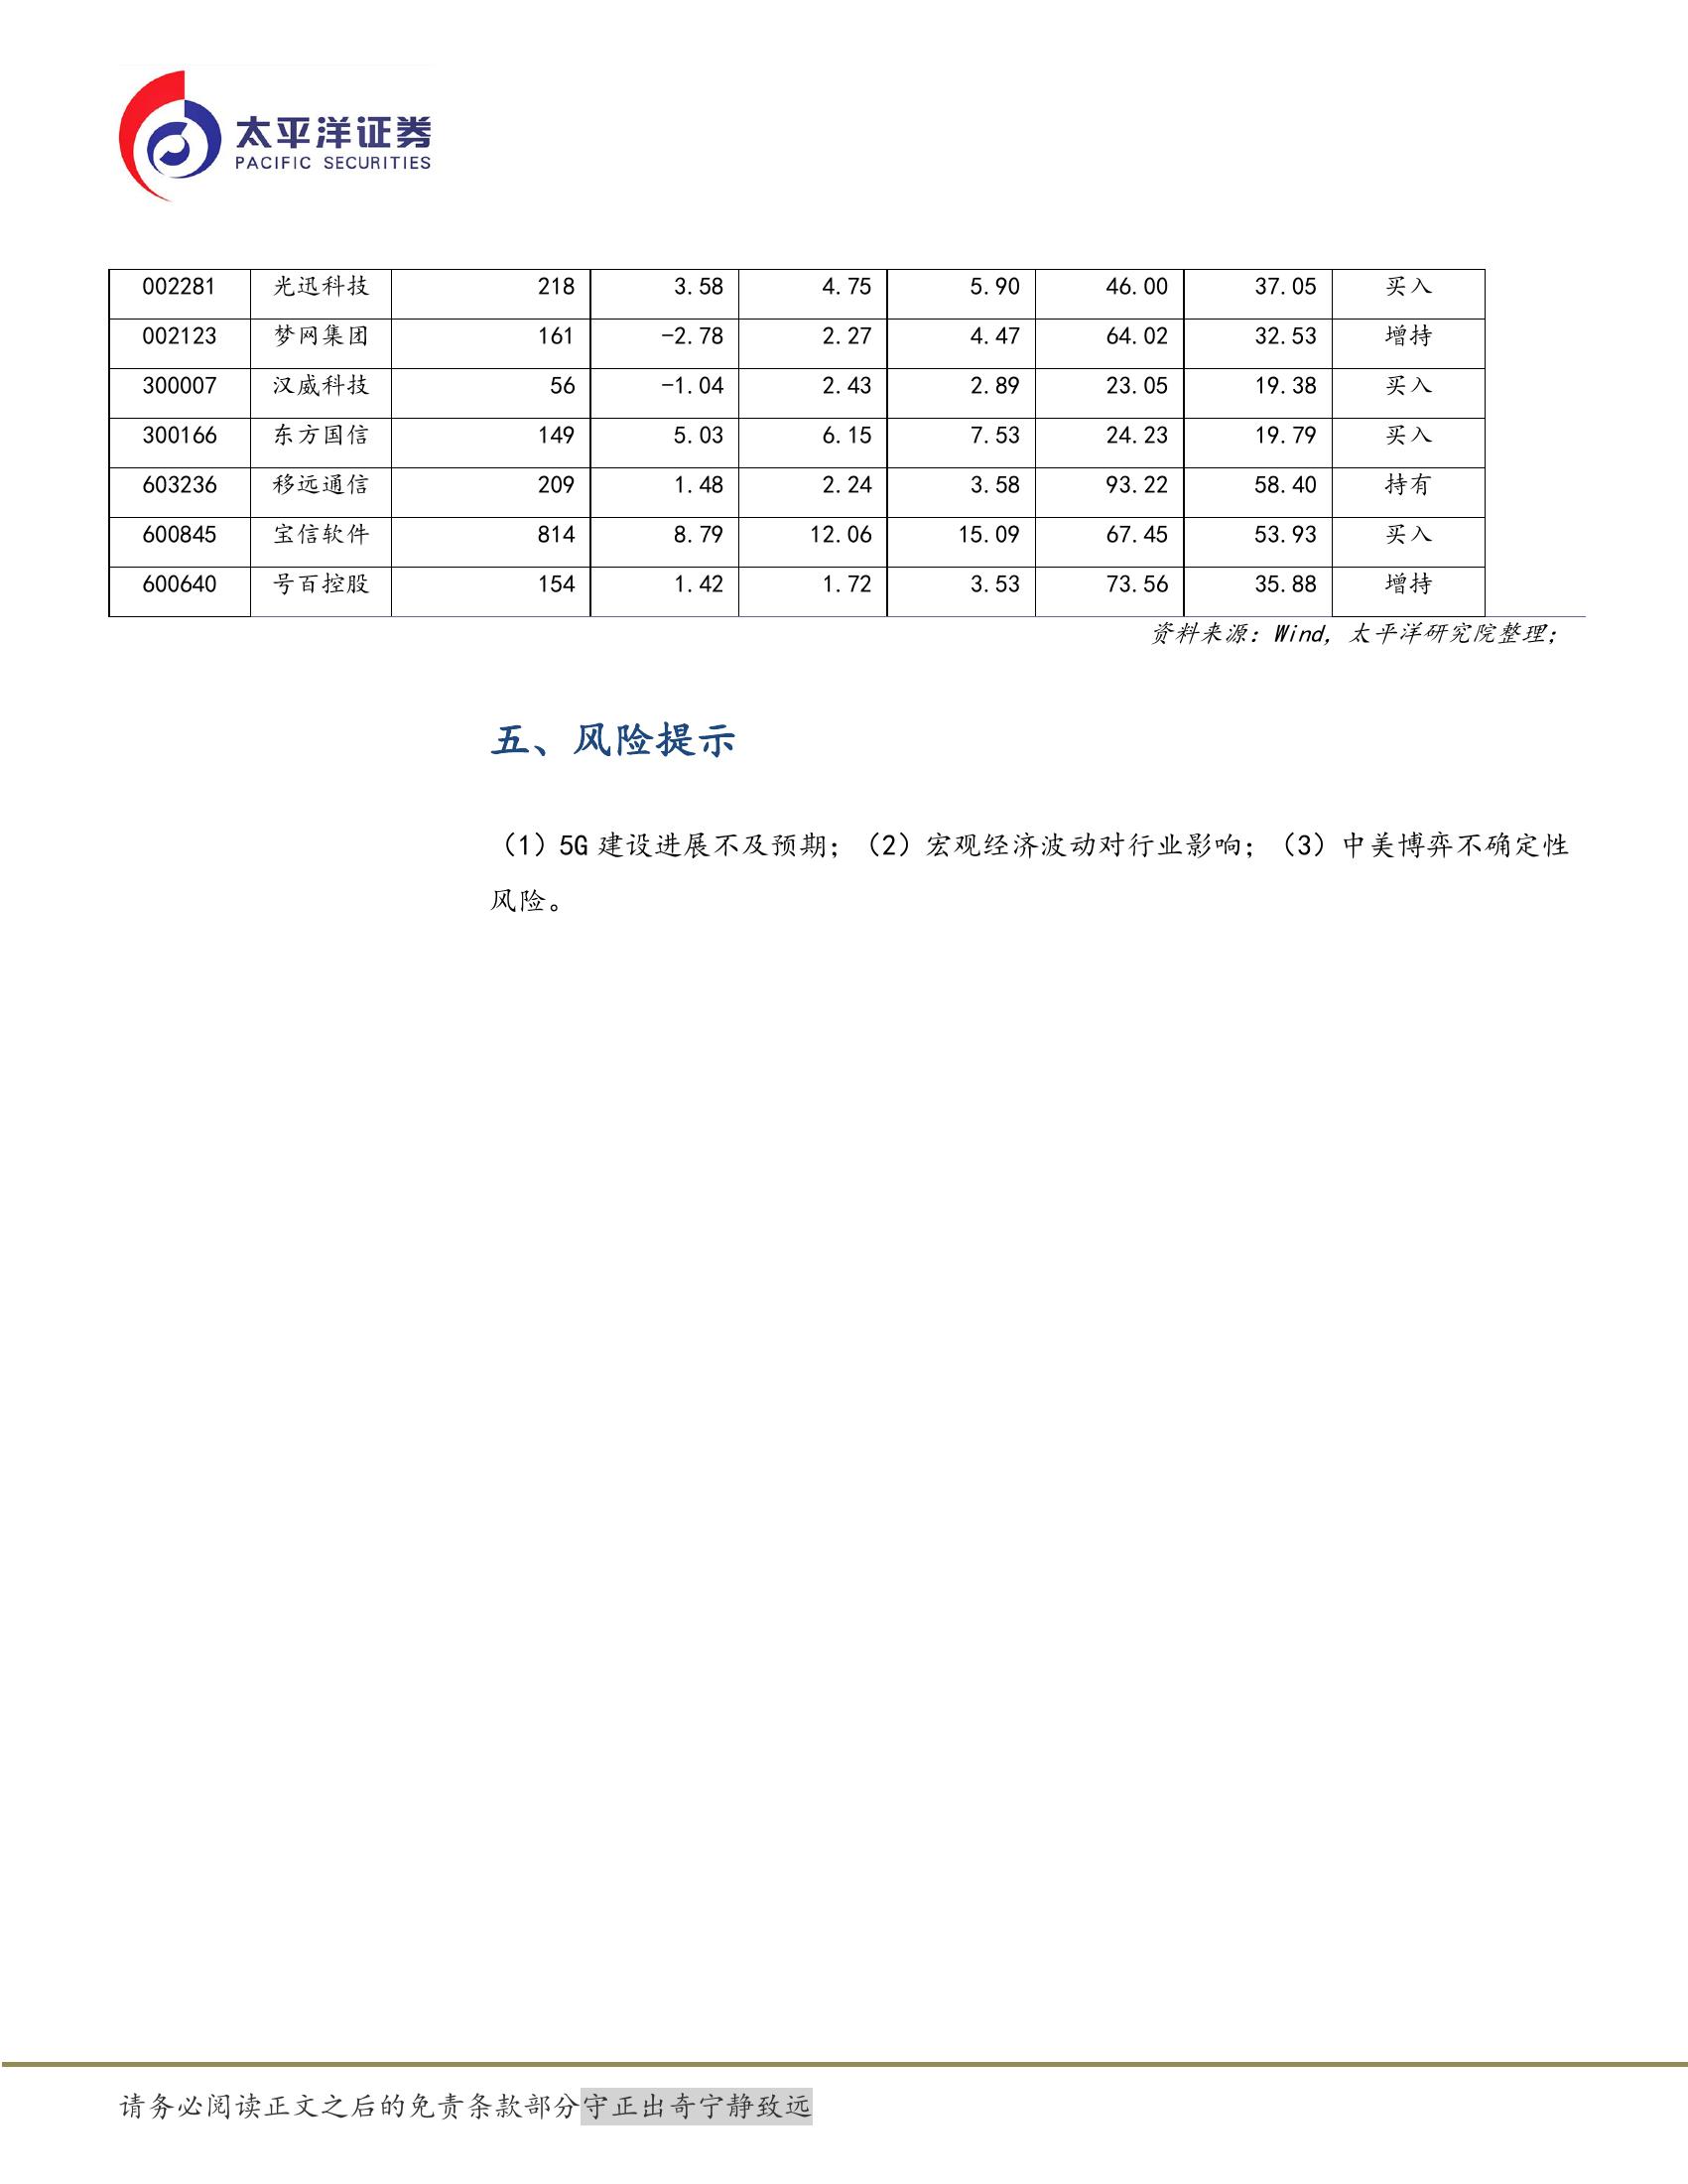 太平洋证券
PACIFIC SECURITIES
002281 光迅科技 218 3.58 4.75 5.90 46.00 37.05 买入
002123 梦网集团 161 -2.78 2.27 4.47 64.02 32.53 增持
300007 汉威科技 56 -1.04 2.43 2.89 23.05 19.38 买入
300166 东方国信 149 5.03 6.15 7.53 24.23 19.79 买入
603236 移远通信 209 1.48 2.24 3.58 93.22 58.40 持有
600845 宝信软件 814 8.79 12.06 15.09 67.45 53.93 买入
600640 号百控股 154 1.42 1.72 3.53 73.56 35.88 增持
资料来源：Wind，太平洋研究院整理；
五、风险提示
（1）5G 建设进展不及预期；（2）宏观经济波动对行业影响；（3）中美博弈不确定性
风险。
请务必阅读正文之后的免责条款部分守正出奇宁静致远